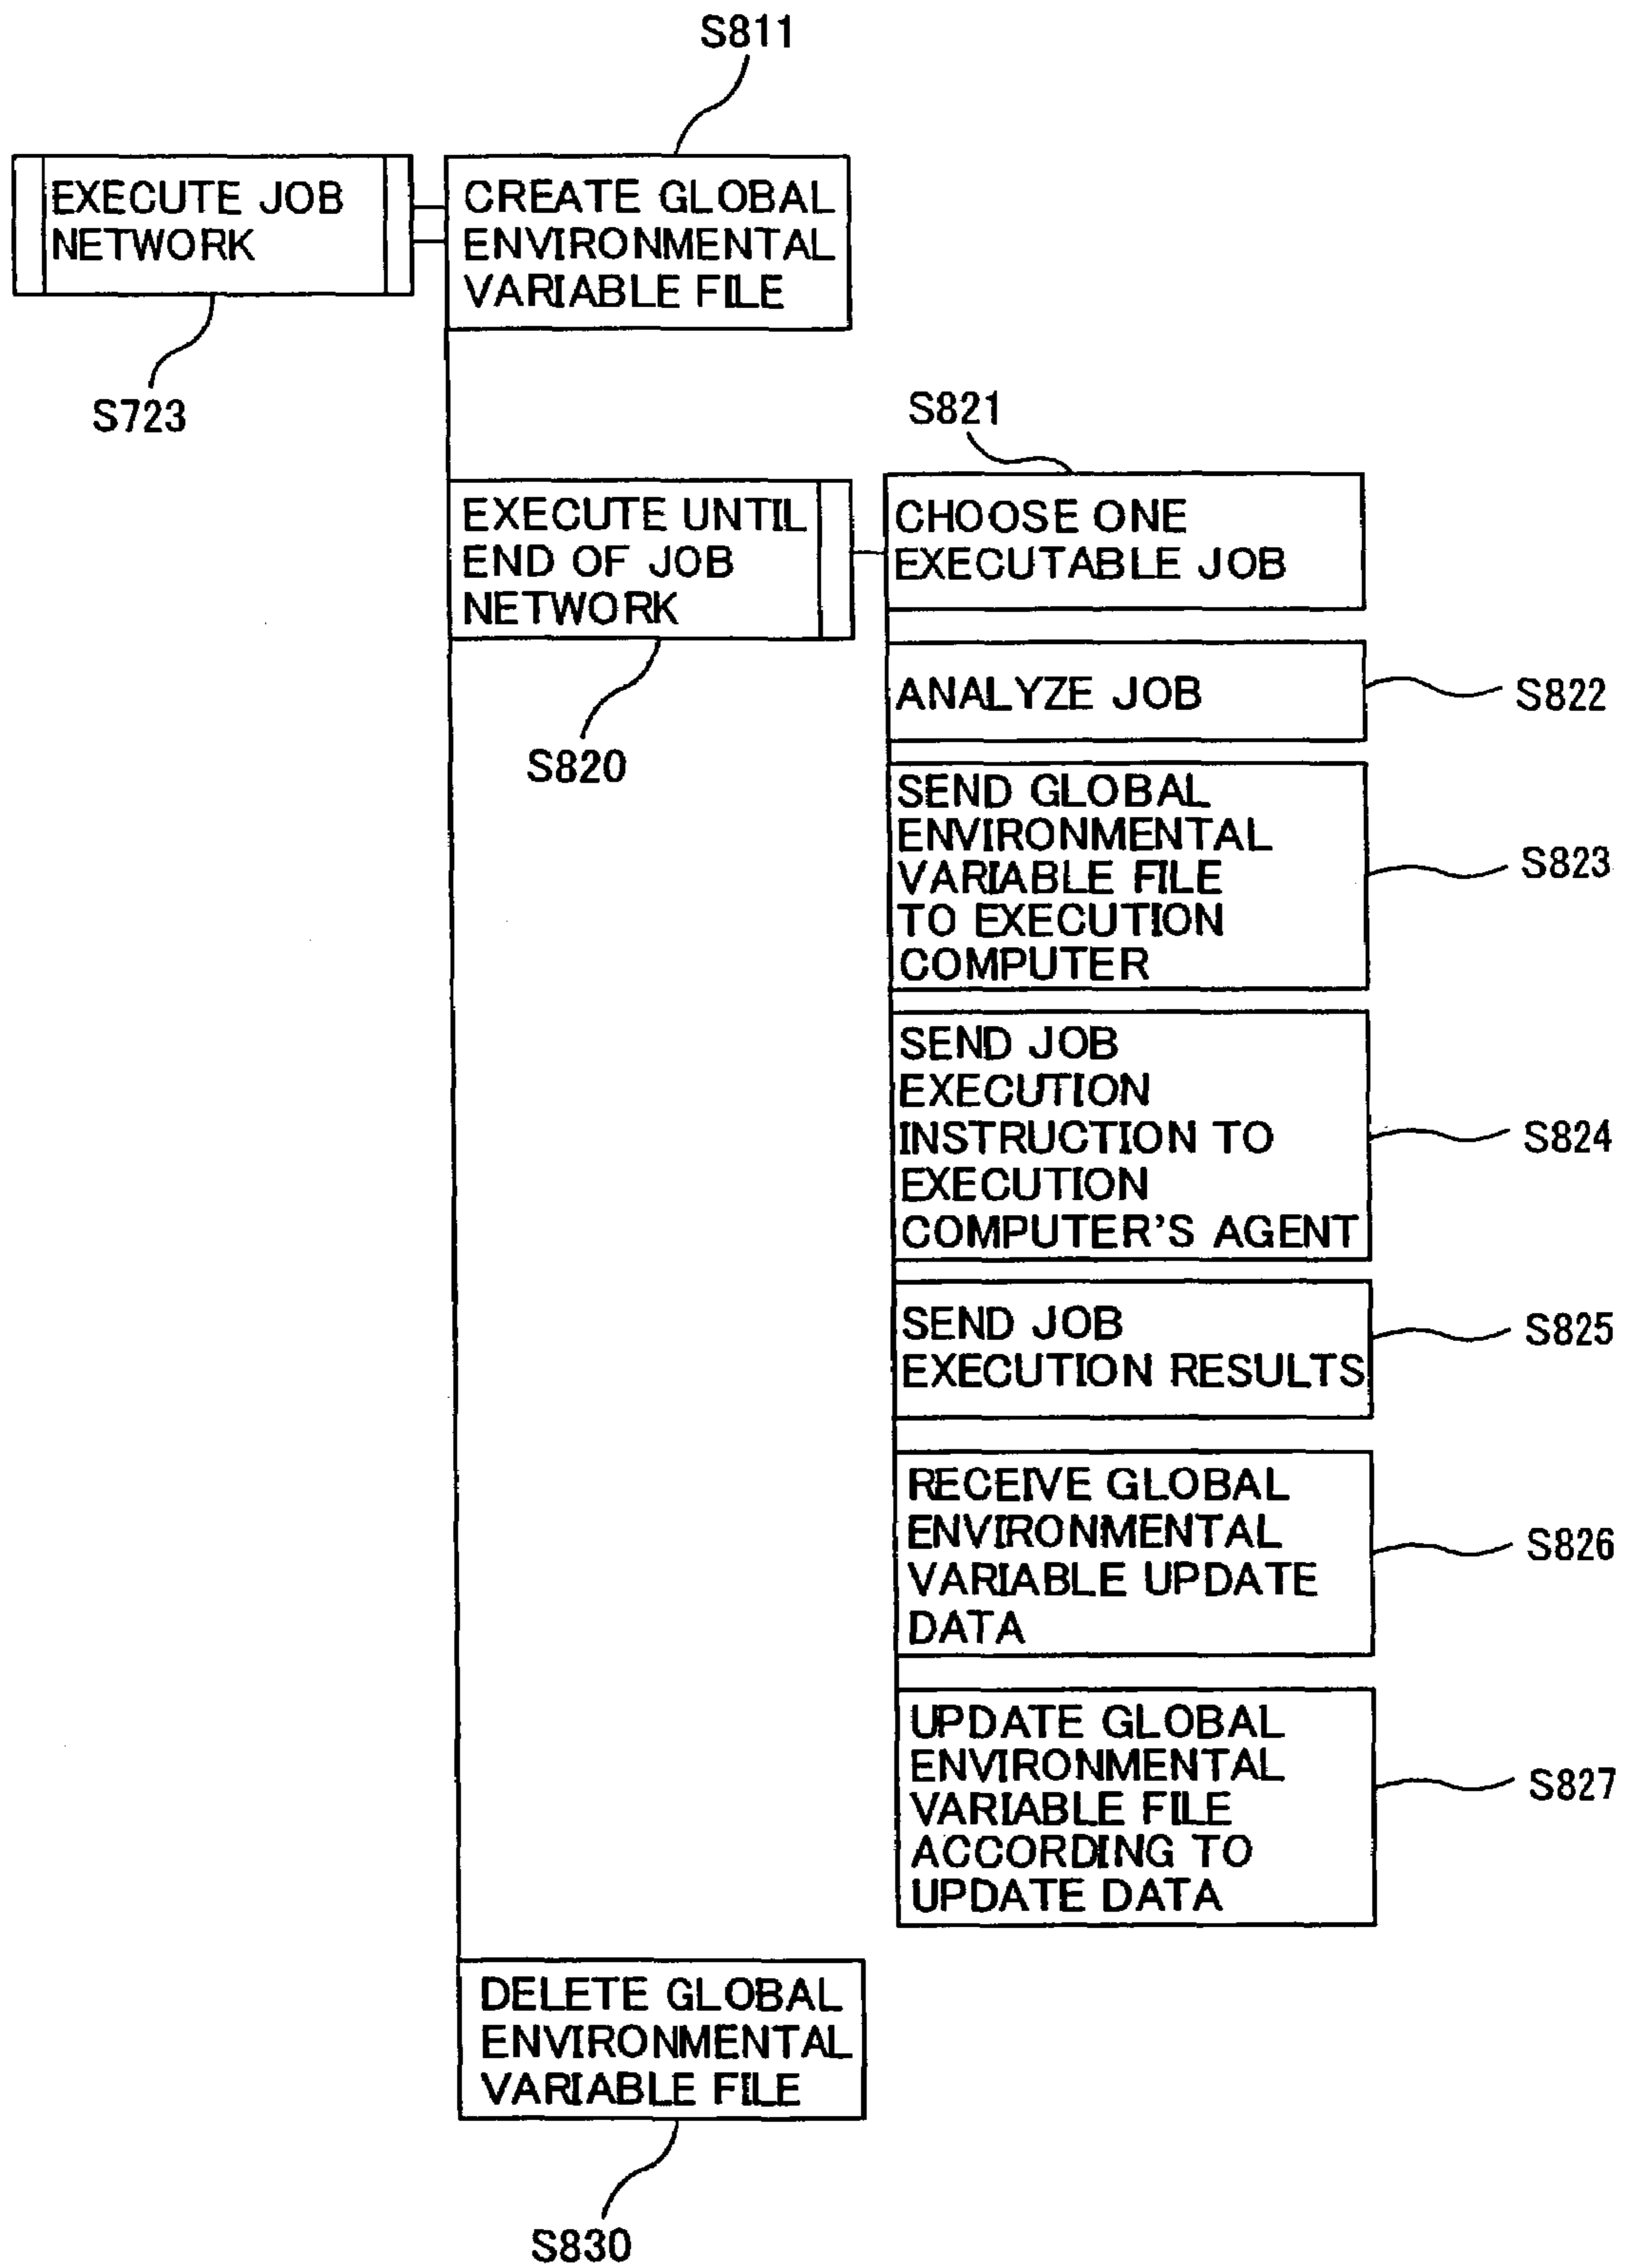 S811
EXECUTE JOB
NETWORK
CREATE GLOBAL
ENVIRONMENTAL
VARIABLE FILE
S723
S821
EXECUTE UNTIL
END OF JOB
NETWORK
S820
CHOOSE ONE
EXECUTABLE JOB
ANALYZE JOB
S822
SEND GLOBAL
ENVIRONMENTAL
VARIABLE FILE
TO EXECUTION
COMPUTER
S823
SEND JOB
EXECUTION
INSTRUCTION TO
EXECUTION
COMPUTER'S AGENT
S824
SEND JOB
EXECUTION RESULTS
S825
RECEIVE GLOBAL
ENVIRONMENTAL
VARIABLE UPDATE
DATA
S826
UPDATE GLOBAL
ENVIRONMENTAL
VARIABLE FILE
ACCORDING TO
UPDATE DATA
S827
DELETE GLOBAL
ENVIRONMENTAL
VARIABLE FILE
S830